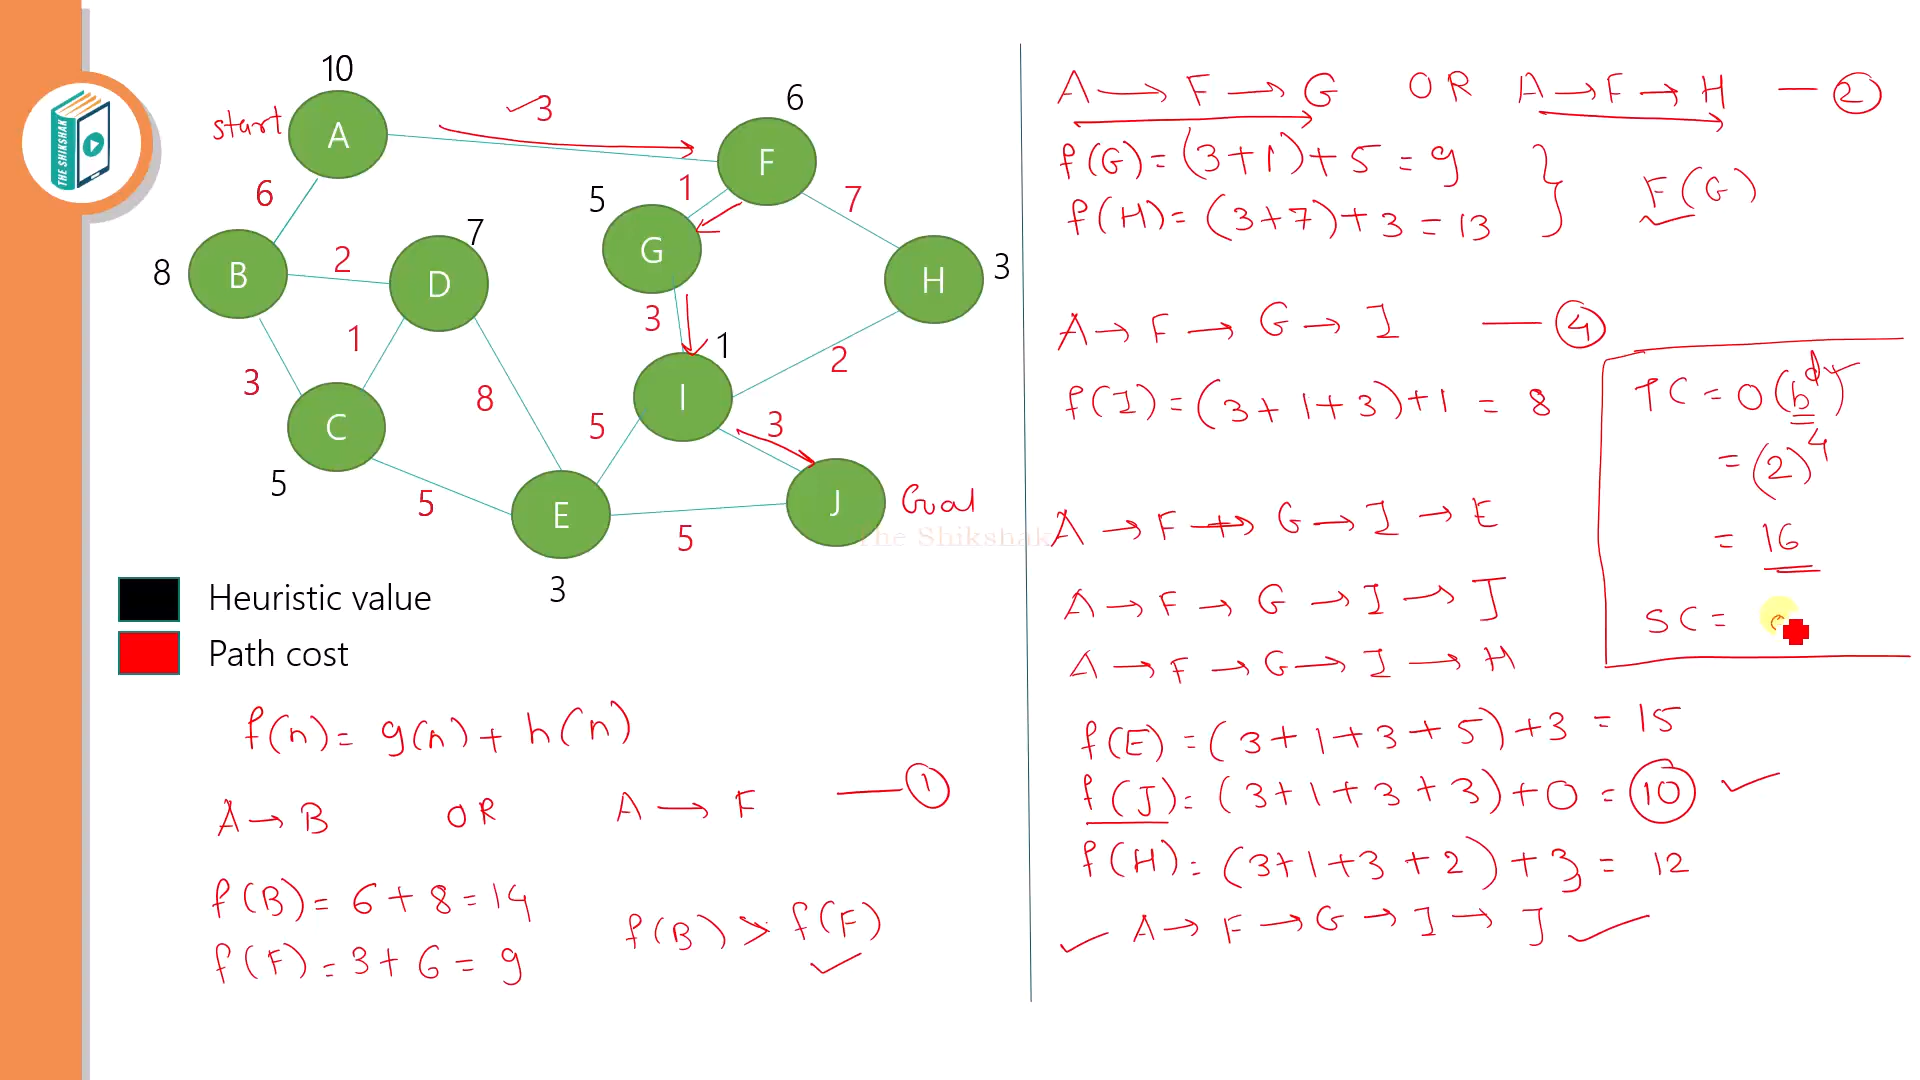 THE SHIKSHAK
10
start
A
3
F
6
6
1
7
5
G
B
8
2
D
7
H
3
3
1
3
1
2
I
C
5
8
5
3
5
E
3
5
J
Goal
The Shikshak
Heuristic value
Path cost
f(n) = g(n) + h(n)
A → B OR A → F — 1
f(B) = 6 + 8 = 14
f(F) = 3 + 6 = 9
f(B) > f(F)
A → F → G OR A → F → H — 2
f(G) = (3+1) + 5 = 9
f(H) = (3+7) + 3 = 13
F(G)
A → F → G → I — 4
f(I) = (3+1+3)+1 = 8
A → F → G → I → E
A → F → G → I → J
A → F → G → I → H
f(E) = (3+1+3+5)+3 = 15
f(J) = (3+1+3+3)+0 = 10
f(H) = (3+1+3+2)+3 = 12
A → F → G → I → J
TC = O(b^d)
= (2)^4
= 16
SC =